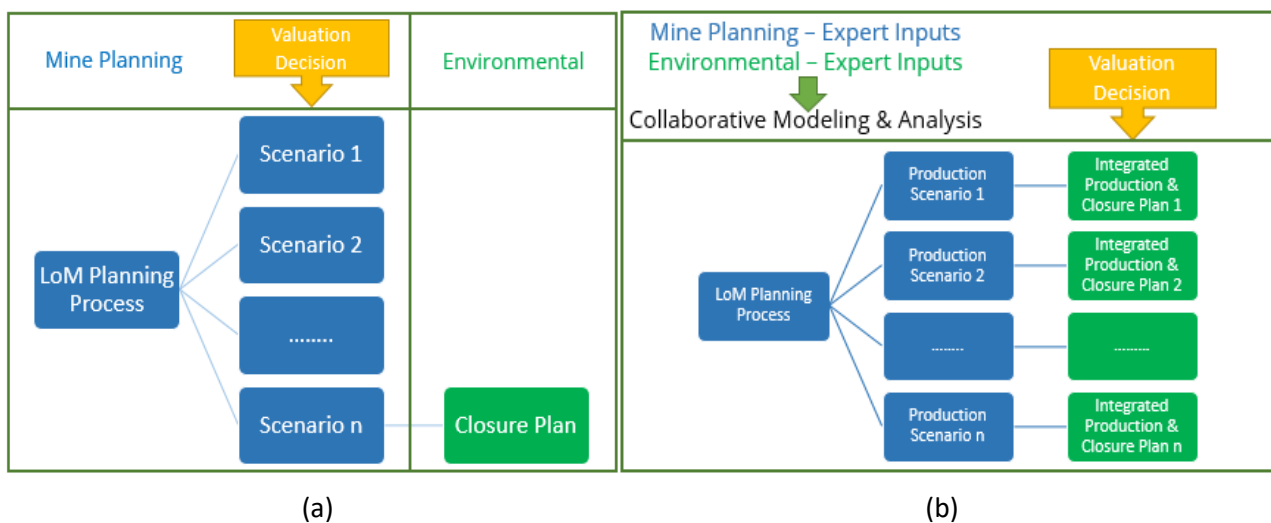 Mine Planning
Valuation
Decision
Environmental
LoM Planning
Process
Scenario 1
Scenario 2
........
Scenario n
Closure Plan
(a)
Mine Planning – Expert Inputs
Environmental – Expert Inputs
Collaborative Modeling & Analysis
Valuation
Decision
LoM Planning
Process
Production
Scenario 1
Integrated
Production &
Closure Plan 1
Production
Scenario 2
Integrated
Production &
Closure Plan 2
.........
.........
Production
Scenario n
Integrated
Production &
Closure Plan n
(b)